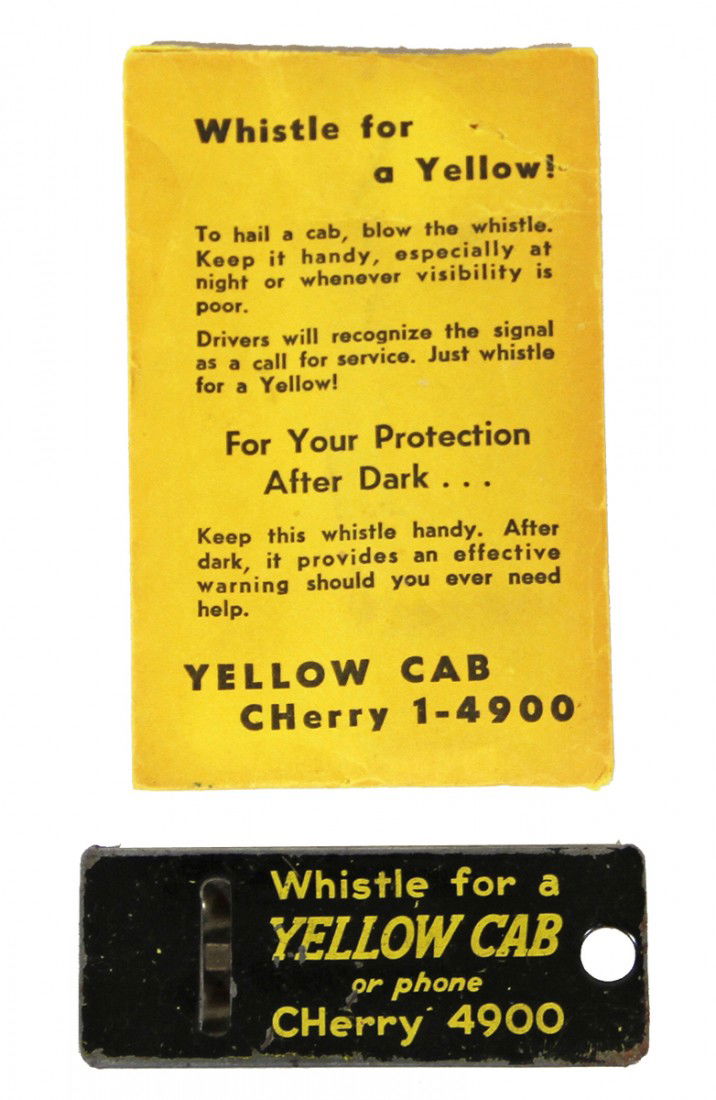 Whistle for
a Yellow!
To hail a cab, blow the whistle.
Keep it handy, especially at
night or whenever visibility is
poor.
Drivers will recognize the signal
as a call for service. Just whistle
for a Yellow!
For Your Protection
After Dark . . .
Keep this whistle handy. After
dark, it provides an effective
warning should you ever need
help.
YELLOW CAB
CHerry 1-4900
Whistle for a
YELLOW CAB
or phone
CHerry 4900